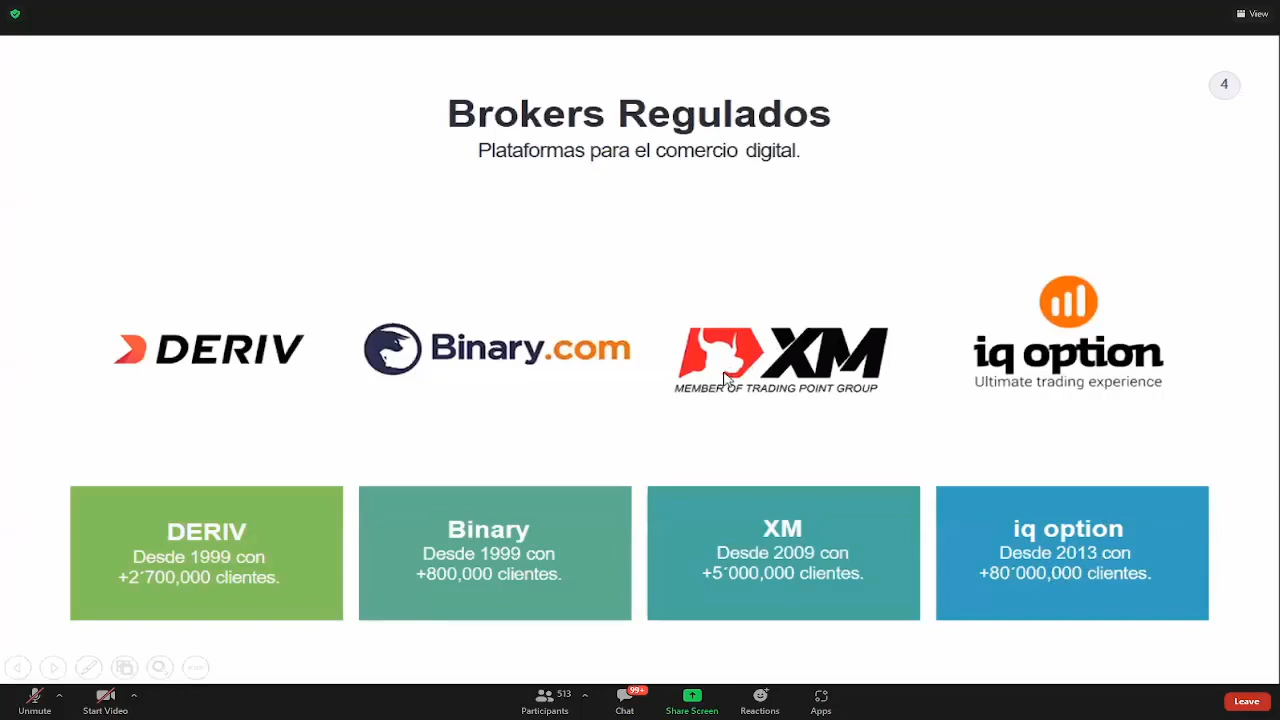 View
4
Brokers Regulados
Plataformas para el comercio digital.
DERIV
Binary.com
XM
MEMBER OF TRADING POINT GROUP
iq option
Ultimate trading experience
DERIV
Desde 1999 con
+2´700,000 clientes.
Binary
Desde 1999 con
+800,000 clientes.
XM
Desde 2009 con
+5´000,000 clientes.
iq option
Desde 2013 con
+80´000,000 clientes.
Unmute
Start Video
513
Participants
99+
Chat
Share Screen
Reactions
Apps
Leave